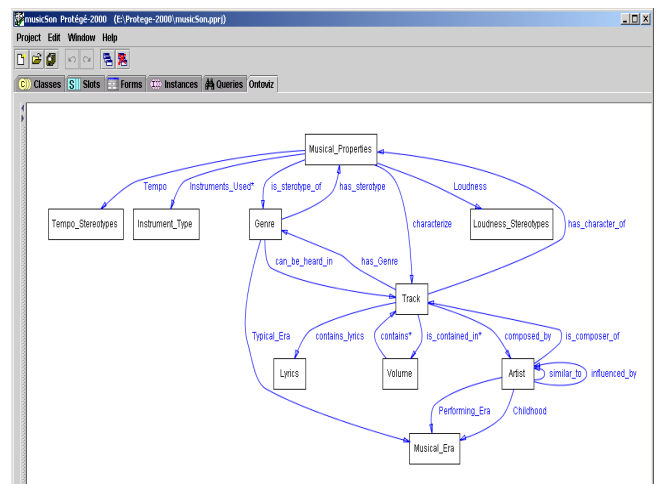 musicSon Protégé-2000 (E:\Protege-2000\musicSon.pprj)
Project Edit Window Help
C Classes S Slots Forms Instances Queries Ontoviz
Musical_Properties
Tempo Instruments_Used* is_sterotype_of has_sterotype Loudness
Tempo_Stereotypes Instrument_Type Genre characterize Loudness_Stereotypes has_character_of
can_be_heard_in has_Genre
Track
Typical_Era contains_lyrics contains* is_contained_in* composed_by is_composer_of
Lyrics Volume Artist similar_to influenced_by
Performing_Era Childhood
Musical_Era